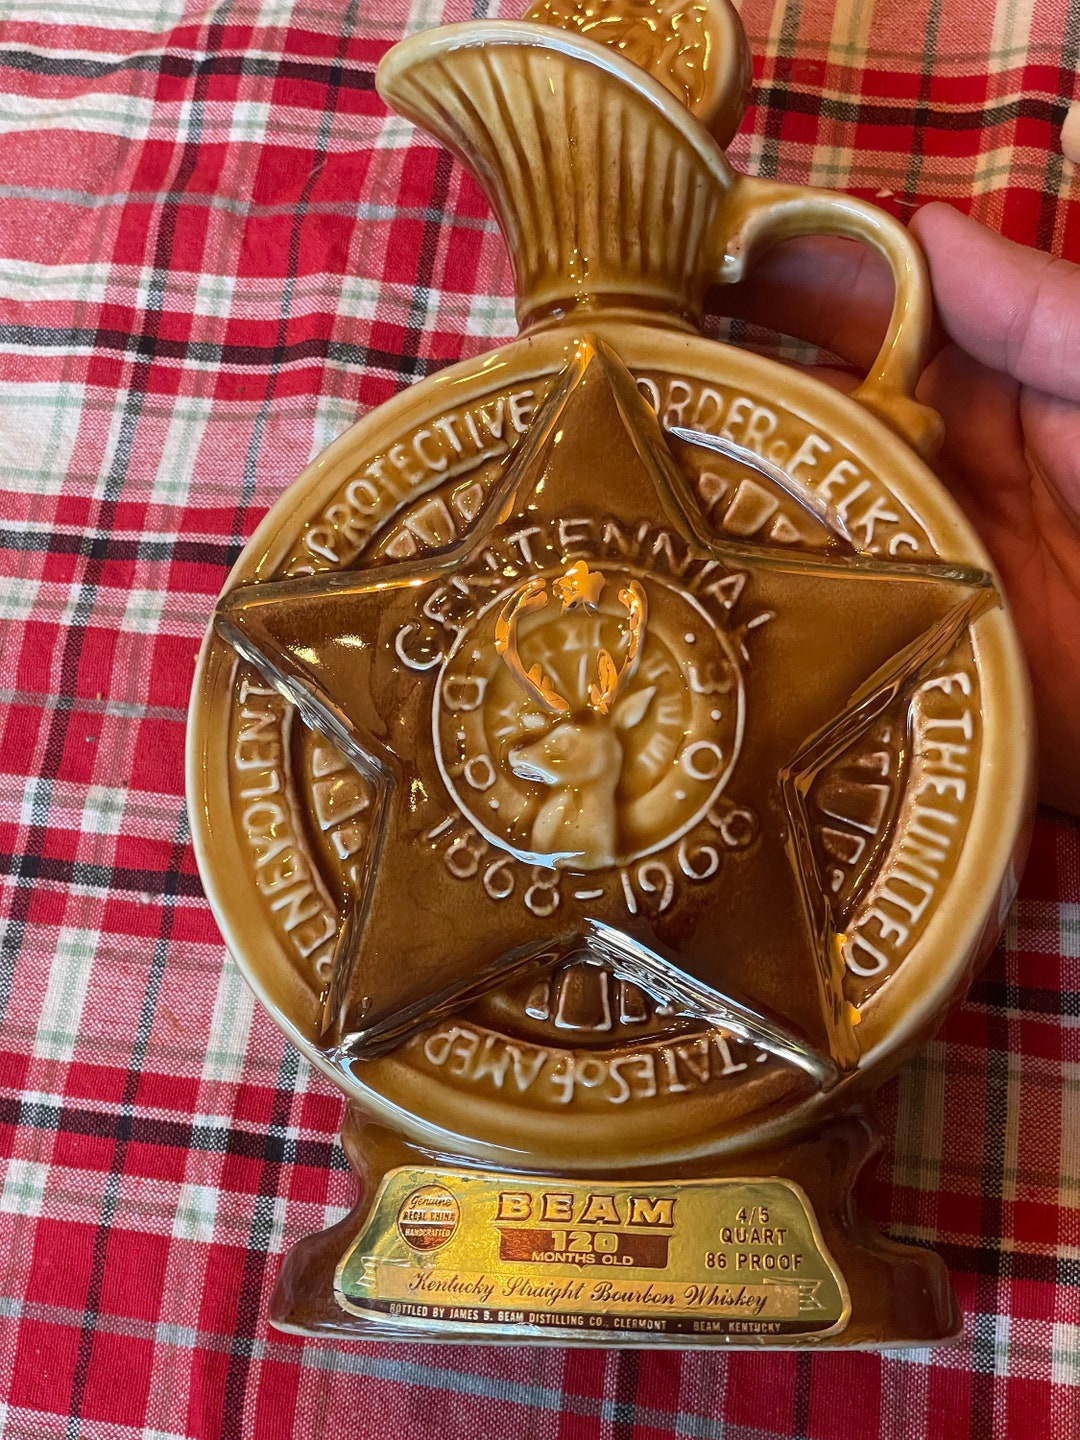 PROTECTIVE
ORDER OF ELKS
CENTENNIAL
B. P. O. E.
XII
1868-1968
BENEVOLENT
THE UNITED
STATES OF AMER
Genuine
REGAL CHINA
HANDCRAFTED
BEAM
120
MONTHS OLD
4/5
QUART
86 PROOF
Kentucky Straight Bourbon Whiskey
BOTTLED BY JAMES B. BEAM DISTILLING CO., CLERMONT • BEAM, KENTUCKY